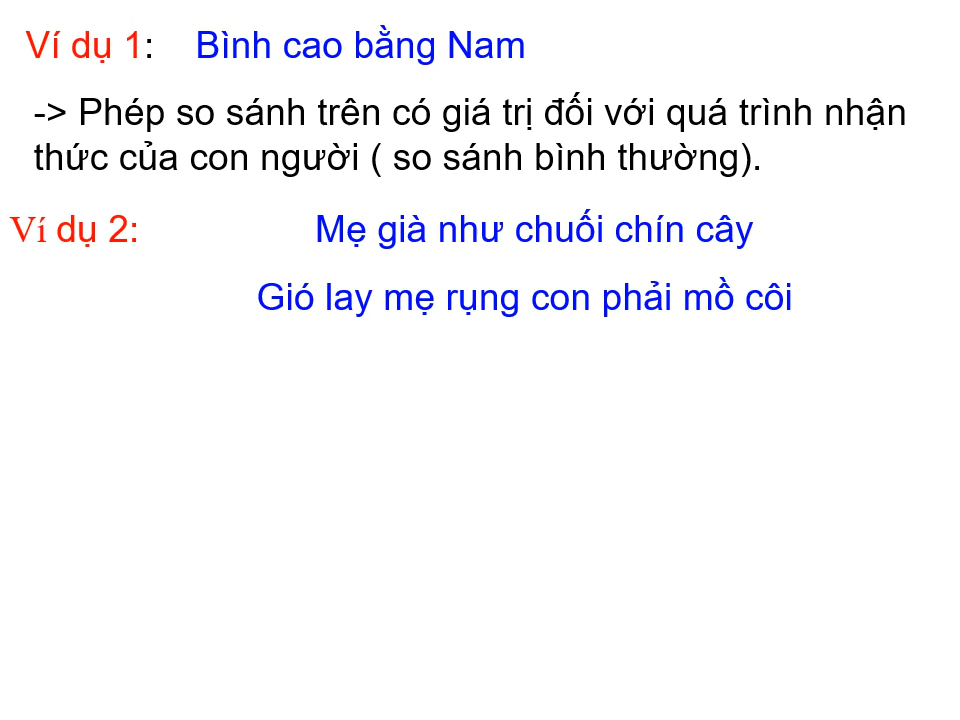 Ví dụ 1: Bình cao bằng Nam
-> Phép so sánh trên có giá trị đối với quá trình nhận
thức của con người ( so sánh bình thường).
Ví dụ 2: Mẹ già như chuối chín cây
Gió lay mẹ rụng con phải mồ côi